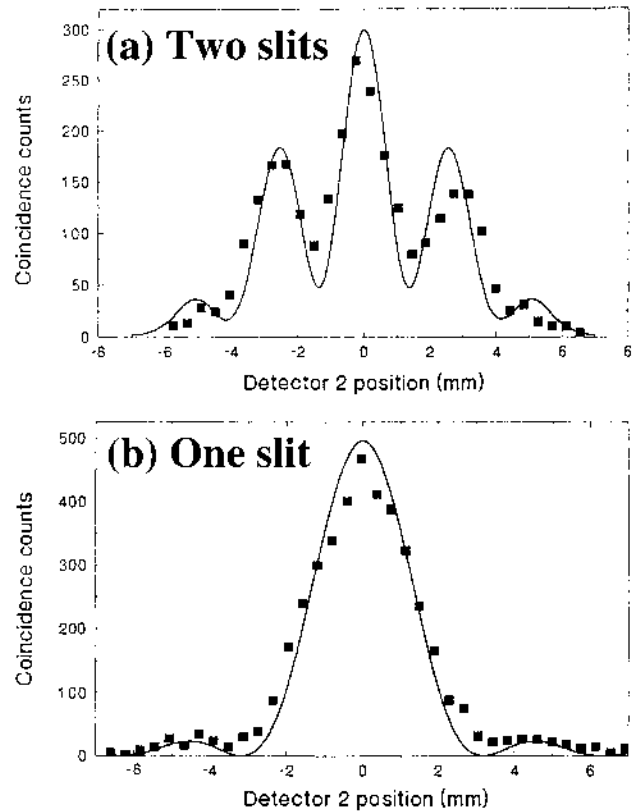 (a) Two slits
300
250
200
150
100
50
0
Coincidence counts
-8 -6 -4 -2 0 2 4 6 8
Detector 2 position (mm)
(b) One slit
500
400
300
200
100
0
Coincidence counts
-6 -4 -2 0 2 4 6
Detector 2 position (mm)